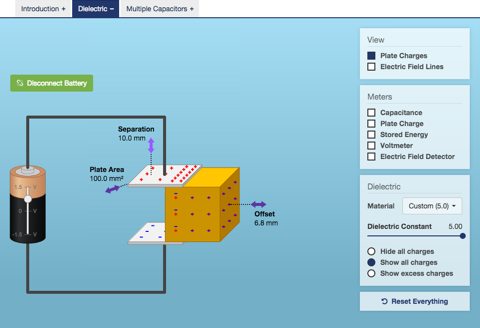 Introduction +
Dielectric −
Multiple Capacitors +
Disconnect Battery
Separation
10.0 mm
Plate Area
100.0 mm²
1.5 V
0 V
-1.5 V
Offset
6.8 mm
View
Plate Charges
Electric Field Lines
Meters
Capacitance
Plate Charge
Stored Energy
Voltmeter
Electric Field Detector
Dielectric
Material Custom (5.0)
Dielectric Constant 5.00
Hide all charges
Show all charges
Show excess charges
Reset Everything